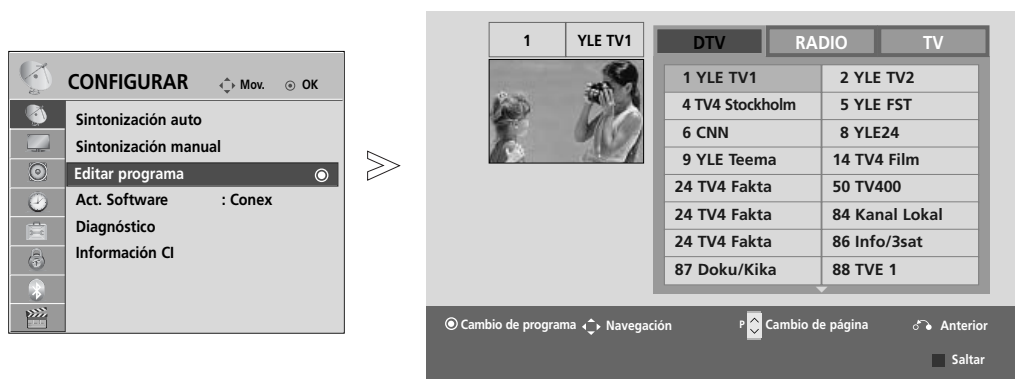 CONFIGURAR Mov. OK
Sintonización auto
Sintonización manual
Editar programa
Act. Software : Conex
Diagnóstico
Información CI
1 YLE TV1
DTV RADIO TV
1 YLE TV1 2 YLE TV2
4 TV4 Stockholm 5 YLE FST
6 CNN 8 YLE24
9 YLE Teema 14 TV4 Film
24 TV4 Fakta 50 TV400
24 TV4 Fakta 84 Kanal Lokal
24 TV4 Fakta 86 Info/3sat
87 Doku/Kika 88 TVE 1
Cambio de programa Navegación P Cambio de página Anterior
Saltar